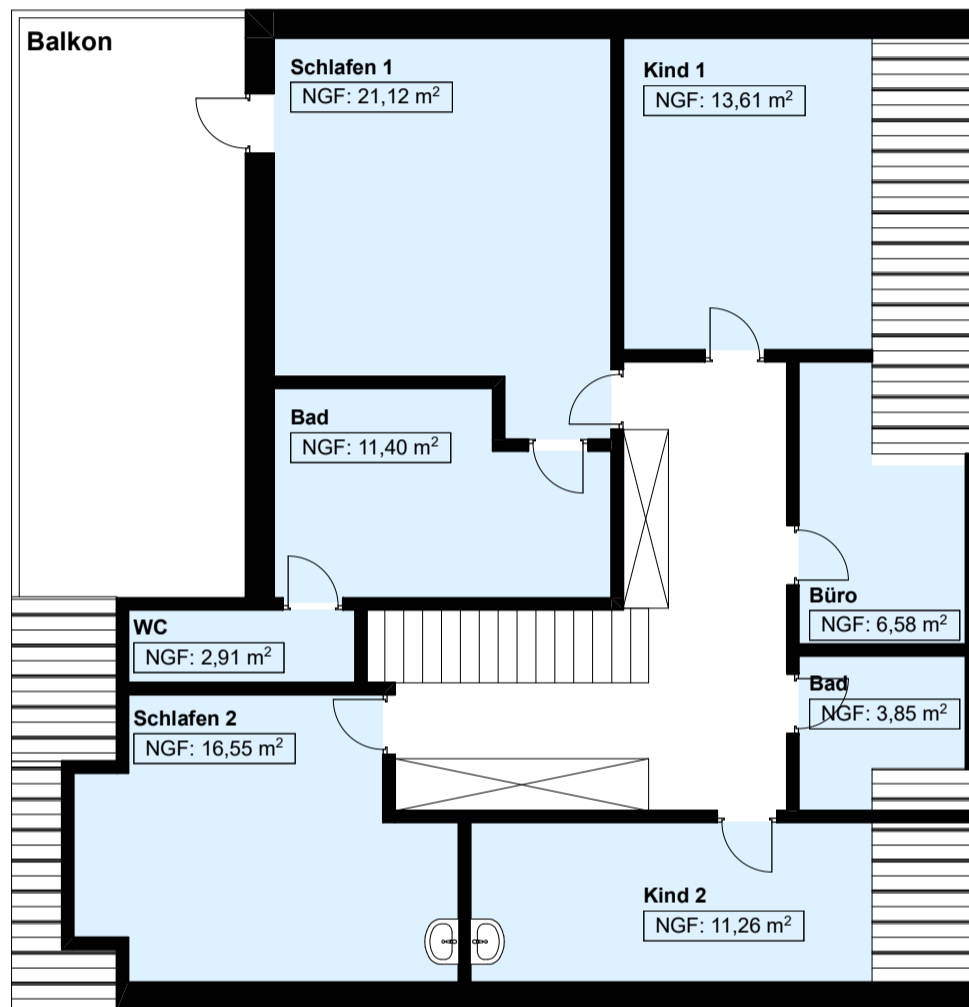 Balkon
Schlafen 1
NGF: 21,12 m²
Kind 1
NGF: 13,61 m²
Bad
NGF: 11,40 m²
Büro
NGF: 6,58 m²
WC
NGF: 2,91 m²
Bad
NGF: 3,85 m²
Schlafen 2
NGF: 16,55 m²
Kind 2
NGF: 11,26 m²